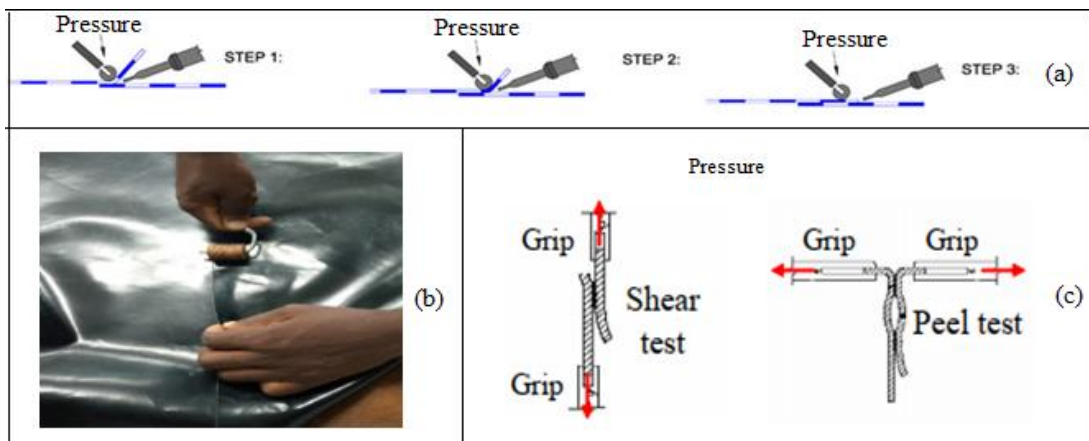 Pressure
STEP 1:
Pressure
STEP 2:
Pressure
STEP 3:
(a)
(b)
Pressure
Grip
Shear
test
Grip
Grip
Grip
Peel test
(c)